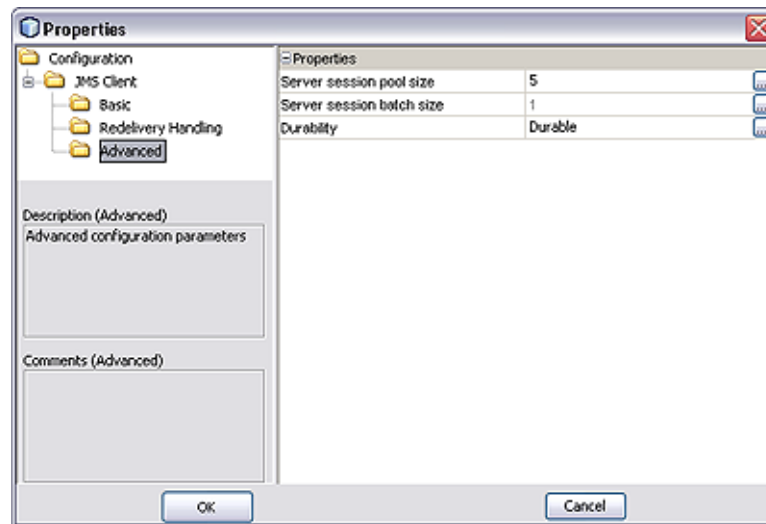 Properties
Configuration
JMS Client
Basic
Redelivery Handling
Advanced
Description (Advanced)
Advanced configuration parameters
Comments (Advanced)
Properties
Server session pool size 5 ...
Server session batch size 1 ...
Durability Durable ...
OK Cancel